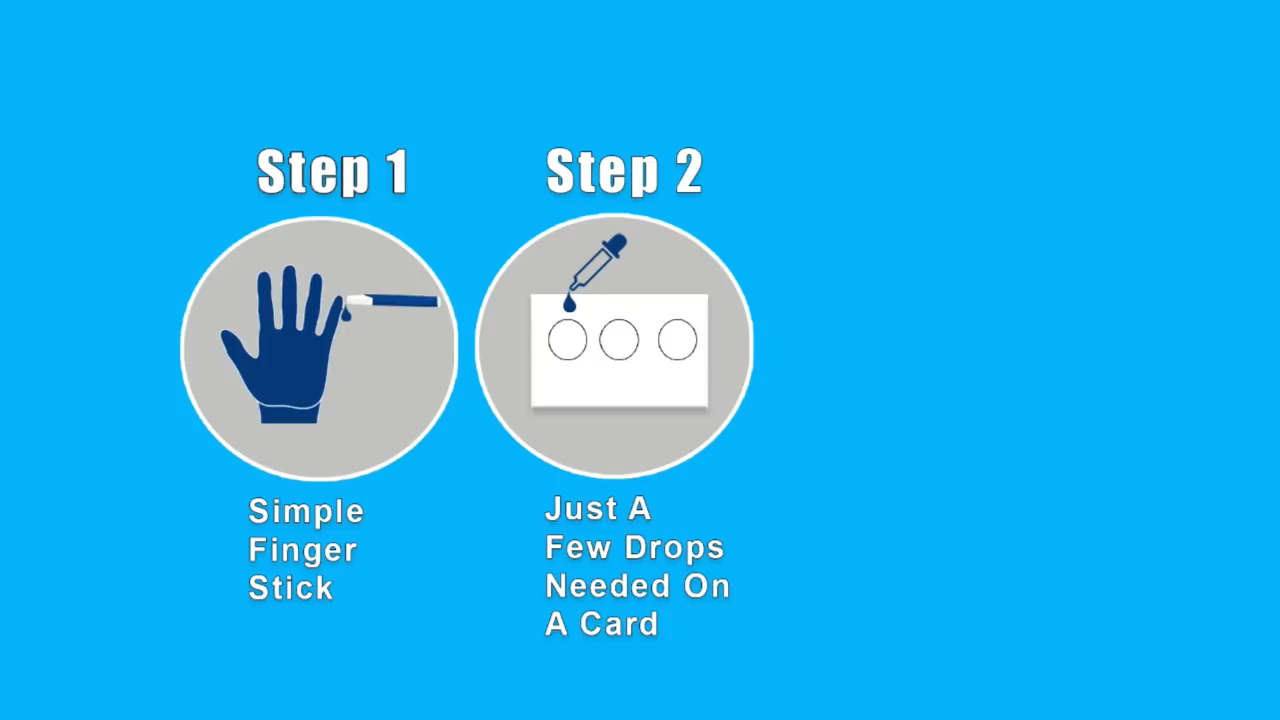 Step 1
Simple
Finger
Stick
Step 2
Just A
Few Drops
Needed On
A Card